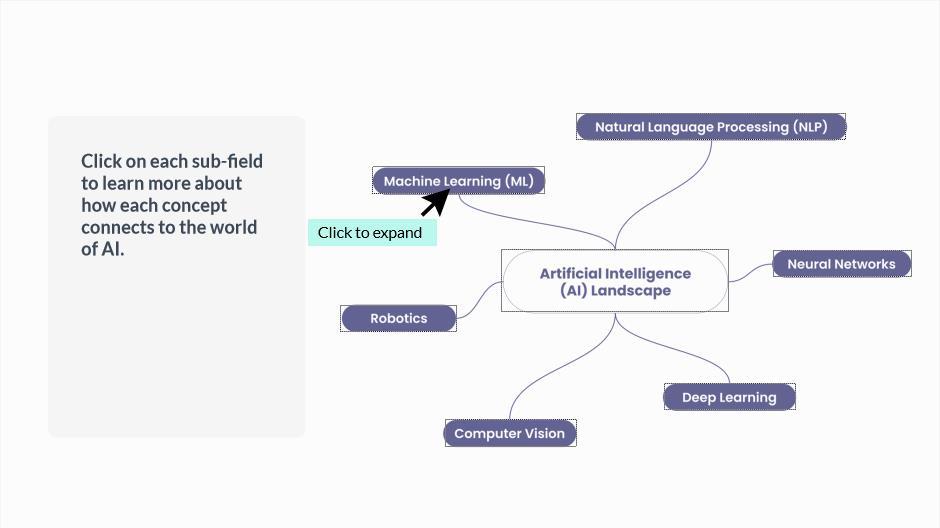 Click on each sub-field
to learn more about
how each concept
connects to the world
of AI.
Natural Language Processing (NLP)
Machine Learning (ML)
Click to expand
Artificial Intelligence
(AI) Landscape
Neural Networks
Robotics
Deep Learning
Computer Vision